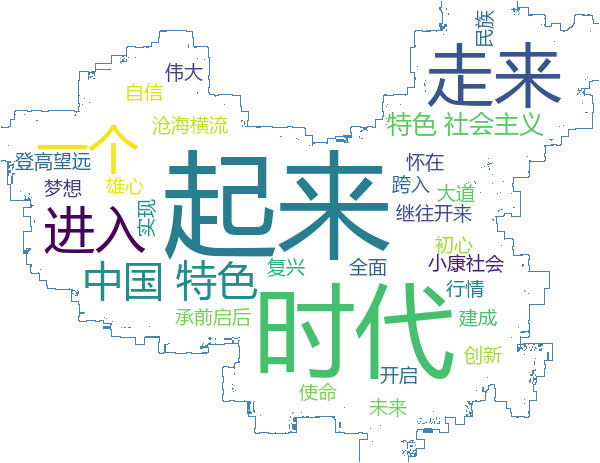 民族
走来
伟大
自信
沧海横流
特色 社会主义
一个
登高望远
怀在
起来
梦想
雄心
跨入
大道
进入
实现
继往开来
初心
中国 特色
复兴
全面
小康社会
时代
行情
承前启后
建成
创新
开启
使命
未来